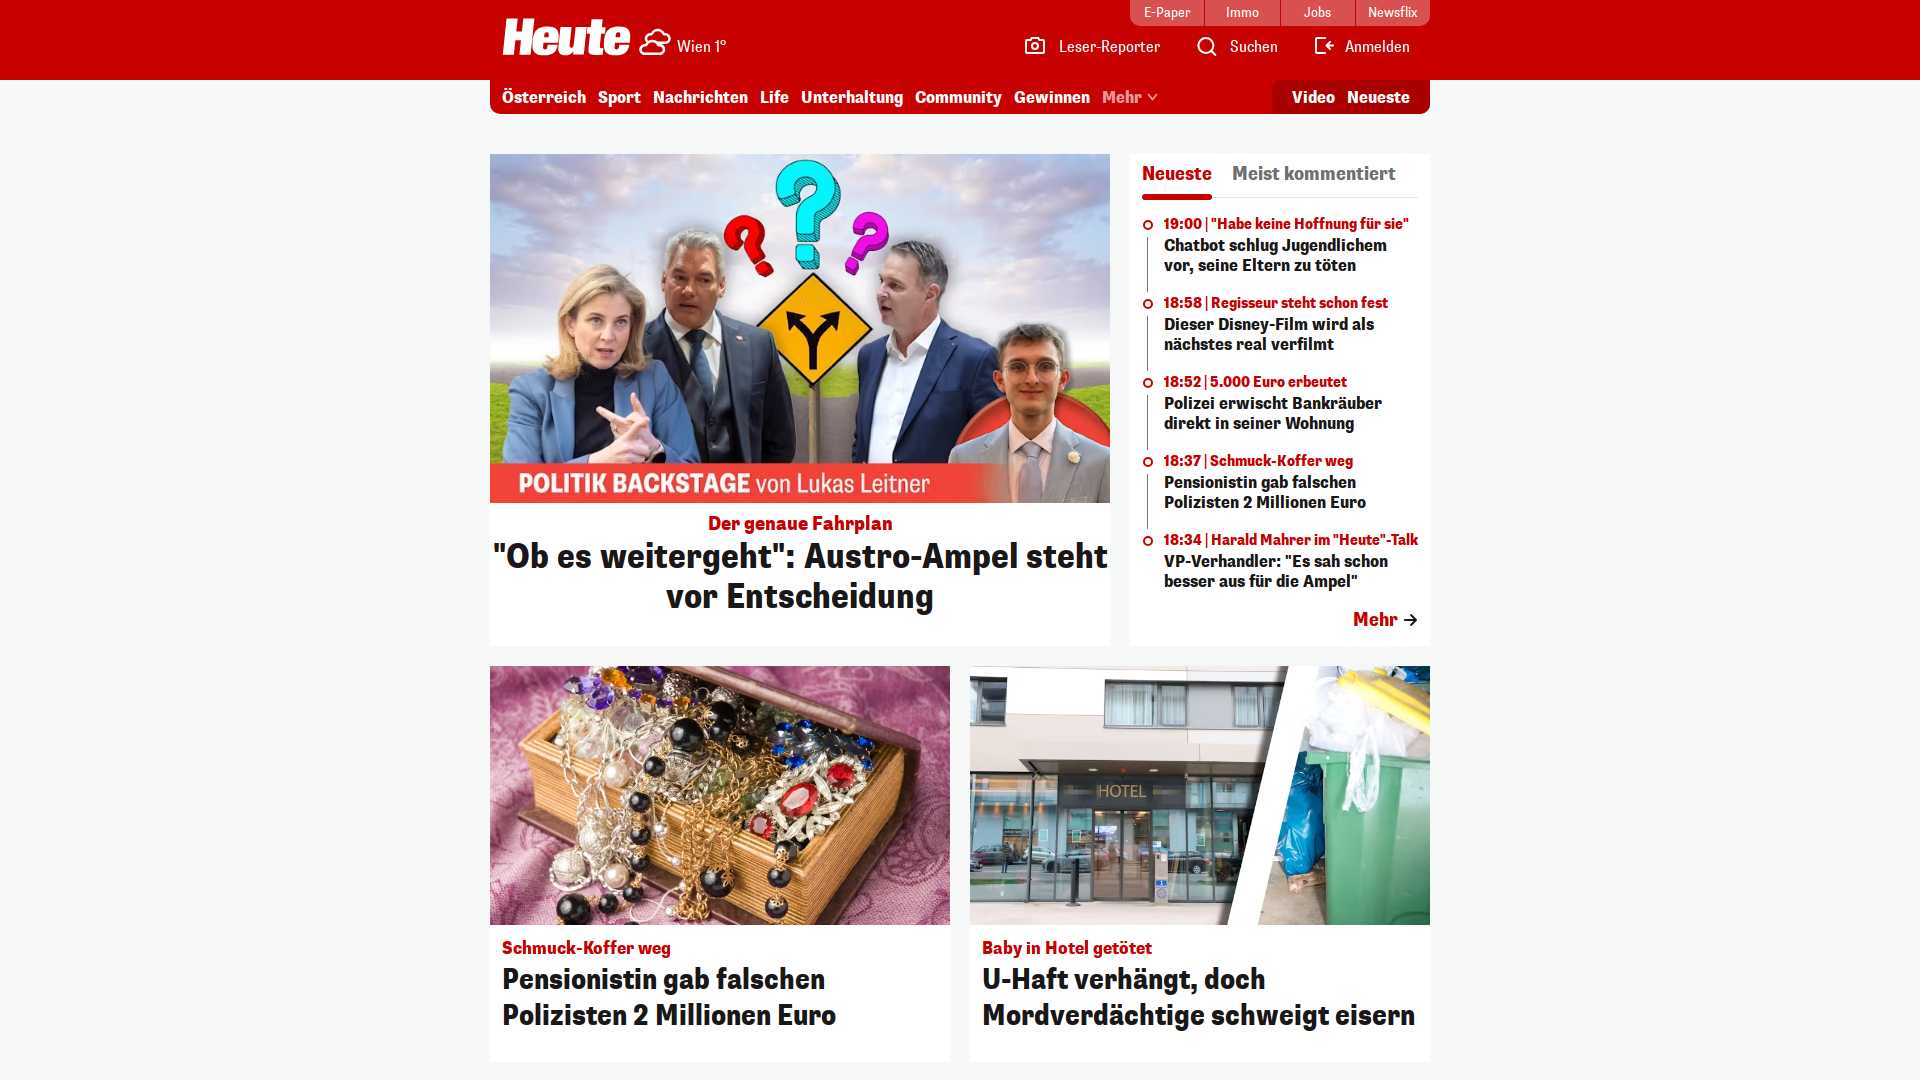 E-Paper
Immo
Jobs
Newsflix
Heute
Wien 1°
Leser-Reporter
Suchen
Anmelden
Österreich
Sport
Nachrichten
Life
Unterhaltung
Community
Gewinnen
Mehr
Video
Neueste
POLITIK BACKSTAGE von Lukas Leitner
Der genaue Fahrplan
"Ob es weitergeht": Austro-Ampel steht
vor Entscheidung
Neueste
Meist kommentiert
19:00 | "Habe keine Hoffnung für sie"
Chatbot schlug Jugendlichem
vor, seine Eltern zu töten
18:58 | Regisseur steht schon fest
Dieser Disney-Film wird als
nächstes real verfilmt
18:52 | 5.000 Euro erbeutet
Polizei erwischt Bankräuber
direkt in seiner Wohnung
18:37 | Schmuck-Koffer weg
Pensionistin gab falschen
Polizisten 2 Millionen Euro
18:34 | Harald Mahrer im "Heute"-Talk
VP-Verhandler: "Es sah schon
besser aus für die Ampel"
Mehr
HOTEL
Schmuck-Koffer weg
Pensionistin gab falschen
Polizisten 2 Millionen Euro
Baby in Hotel getötet
U-Haft verhängt, doch
Mordverdächtige schweigt eisern